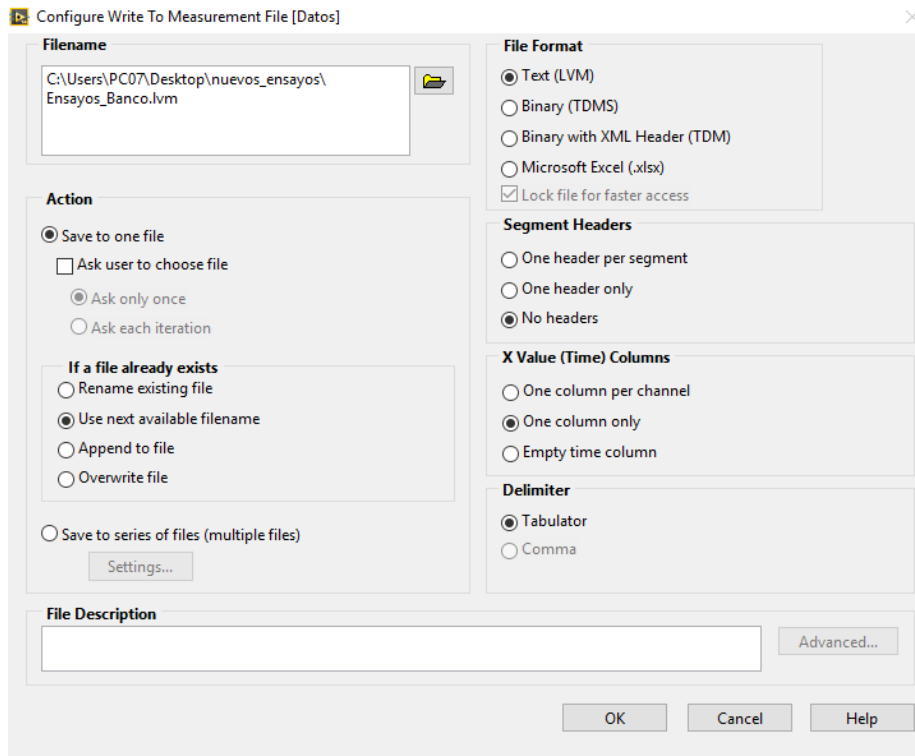 Configure Write To Measurement File [Datos]
Filename
C:\Users\PC07\Desktop\nuevos_ensayos\
Ensayos_Banco.lvm
Action
Save to one file
Ask user to choose file
Ask only once
Ask each iteration
If a file already exists
Rename existing file
Use next available filename
Append to file
Overwrite file
Save to series of files (multiple files)
Settings...
File Format
Text (LVM)
Binary (TDMS)
Binary with XML Header (TDM)
Microsoft Excel (.xlsx)
Lock file for faster access
Segment Headers
One header per segment
One header only
No headers
X Value (Time) Columns
One column per channel
One column only
Empty time column
Delimiter
Tabulator
Comma
File Description
Advanced...
OK
Cancel
Help